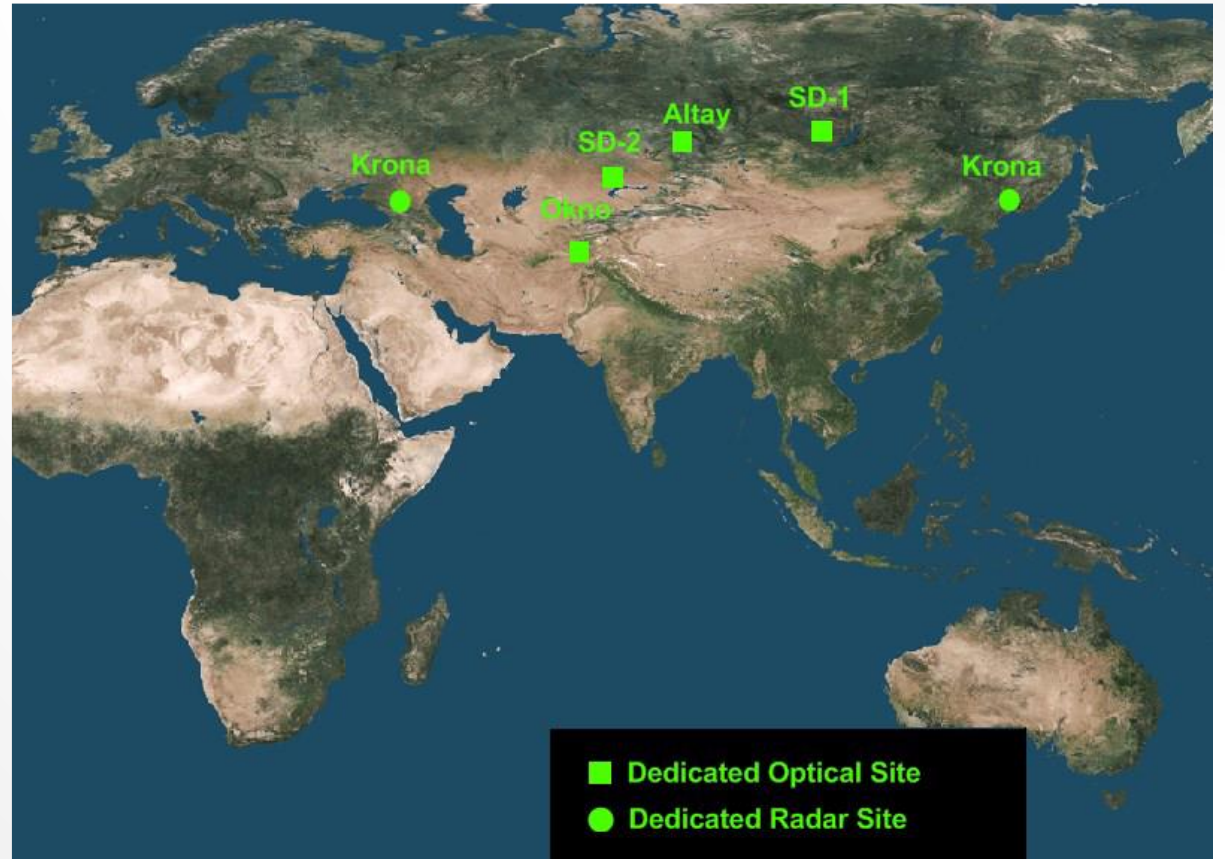 SD-1
Altay
SD-2
Krona
Krona
Okno
Dedicated Optical Site
Dedicated Radar Site